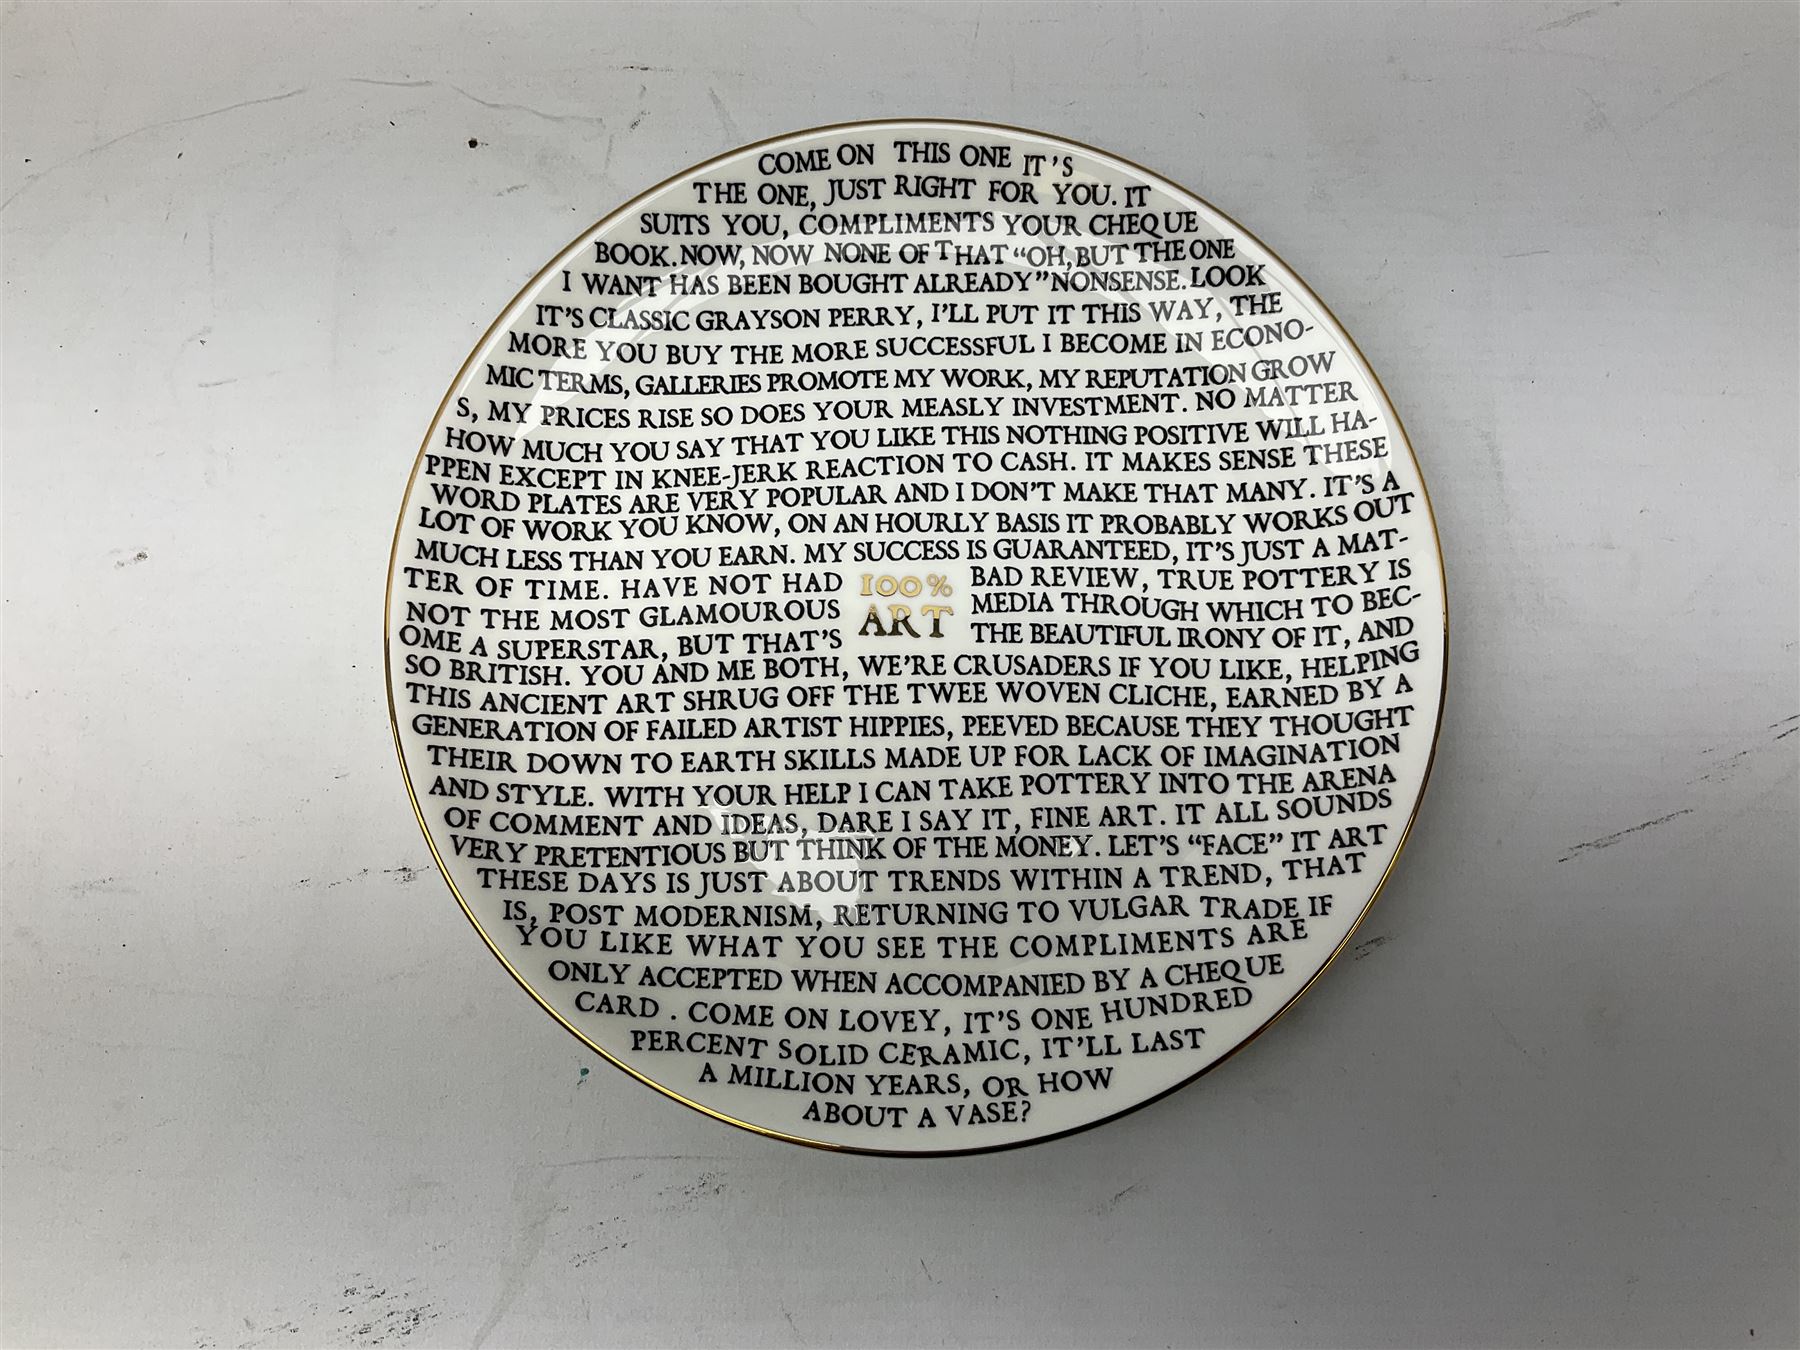 COME ON THIS ONE IT'S
THE ONE, JUST RIGHT FOR YOU. IT
SUITS YOU, COMPLIMENTS YOUR CHEQUE
BOOK. NOW, NOW NONE OF THAT "OH, BUT THE ONE
I WANT HAS BEEN BOUGHT ALREADY" NONSENSE. LOOK
IT'S CLASSIC GRAYSON PERRY, I'LL PUT IT THIS WAY, THE
MORE YOU BUY THE MORE SUCCESSFUL I BECOME IN ECONO-
MIC TERMS, GALLERIES PROMOTE MY WORK, MY REPUTATION GROW
S, MY PRICES RISE SO DOES YOUR MEASLY INVESTMENT. NO MATTER
HOW MUCH YOU SAY THAT YOU LIKE THIS NOTHING POSITIVE WILL HA-
PPEN EXCEPT IN KNEE-JERK REACTION TO CASH. IT MAKES SENSE THESE
WORD PLATES ARE VERY POPULAR AND I DON'T MAKE THAT MANY. IT'S A
LOT OF WORK YOU KNOW, ON AN HOURLY BASIS IT PROBABLY WORKS OUT
MUCH LESS THAN YOU EARN. MY SUCCESS IS GUARANTEED, IT'S JUST A MAT-
TER OF TIME. HAVE NOT HAD 100% BAD REVIEW, TRUE POTTERY IS
NOT THE MOST GLAMOUROUS ART MEDIA THROUGH WHICH TO BEC-
OME A SUPERSTAR, BUT THAT'S THE BEAUTIFUL IRONY OF IT, AND
SO BRITISH. YOU AND ME BOTH, WE'RE CRUSADERS IF YOU LIKE, HELPING
THIS ANCIENT ART SHRUG OFF THE TWEE WOVEN CLICHE, EARNED BY A
GENERATION OF FAILED ARTIST HIPPIES, PEEVED BECAUSE THEY THOUGHT
THEIR DOWN TO EARTH SKILLS MADE UP FOR LACK OF IMAGINATION
AND STYLE. WITH YOUR HELP I CAN TAKE POTTERY INTO THE ARENA
OF COMMENT AND IDEAS, DARE I SAY IT, FINE ART. IT ALL SOUNDS
VERY PRETENTIOUS BUT THINK OF THE MONEY. LET'S "FACE" IT ART
THESE DAYS IS JUST ABOUT TRENDS WITHIN A TREND, THAT
IS, POST MODERNISM, RETURNING TO VULGAR TRADE IF
YOU LIKE WHAT YOU SEE THE COMPLIMENTS ARE
ONLY ACCEPTED WHEN ACCOMPANIED BY A CHEQUE
CARD . COME ON LOVEY, IT'S ONE HUNDRED
PERCENT SOLID CERAMIC, IT'LL LAST
A MILLION YEARS, OR HOW
ABOUT A VASE?